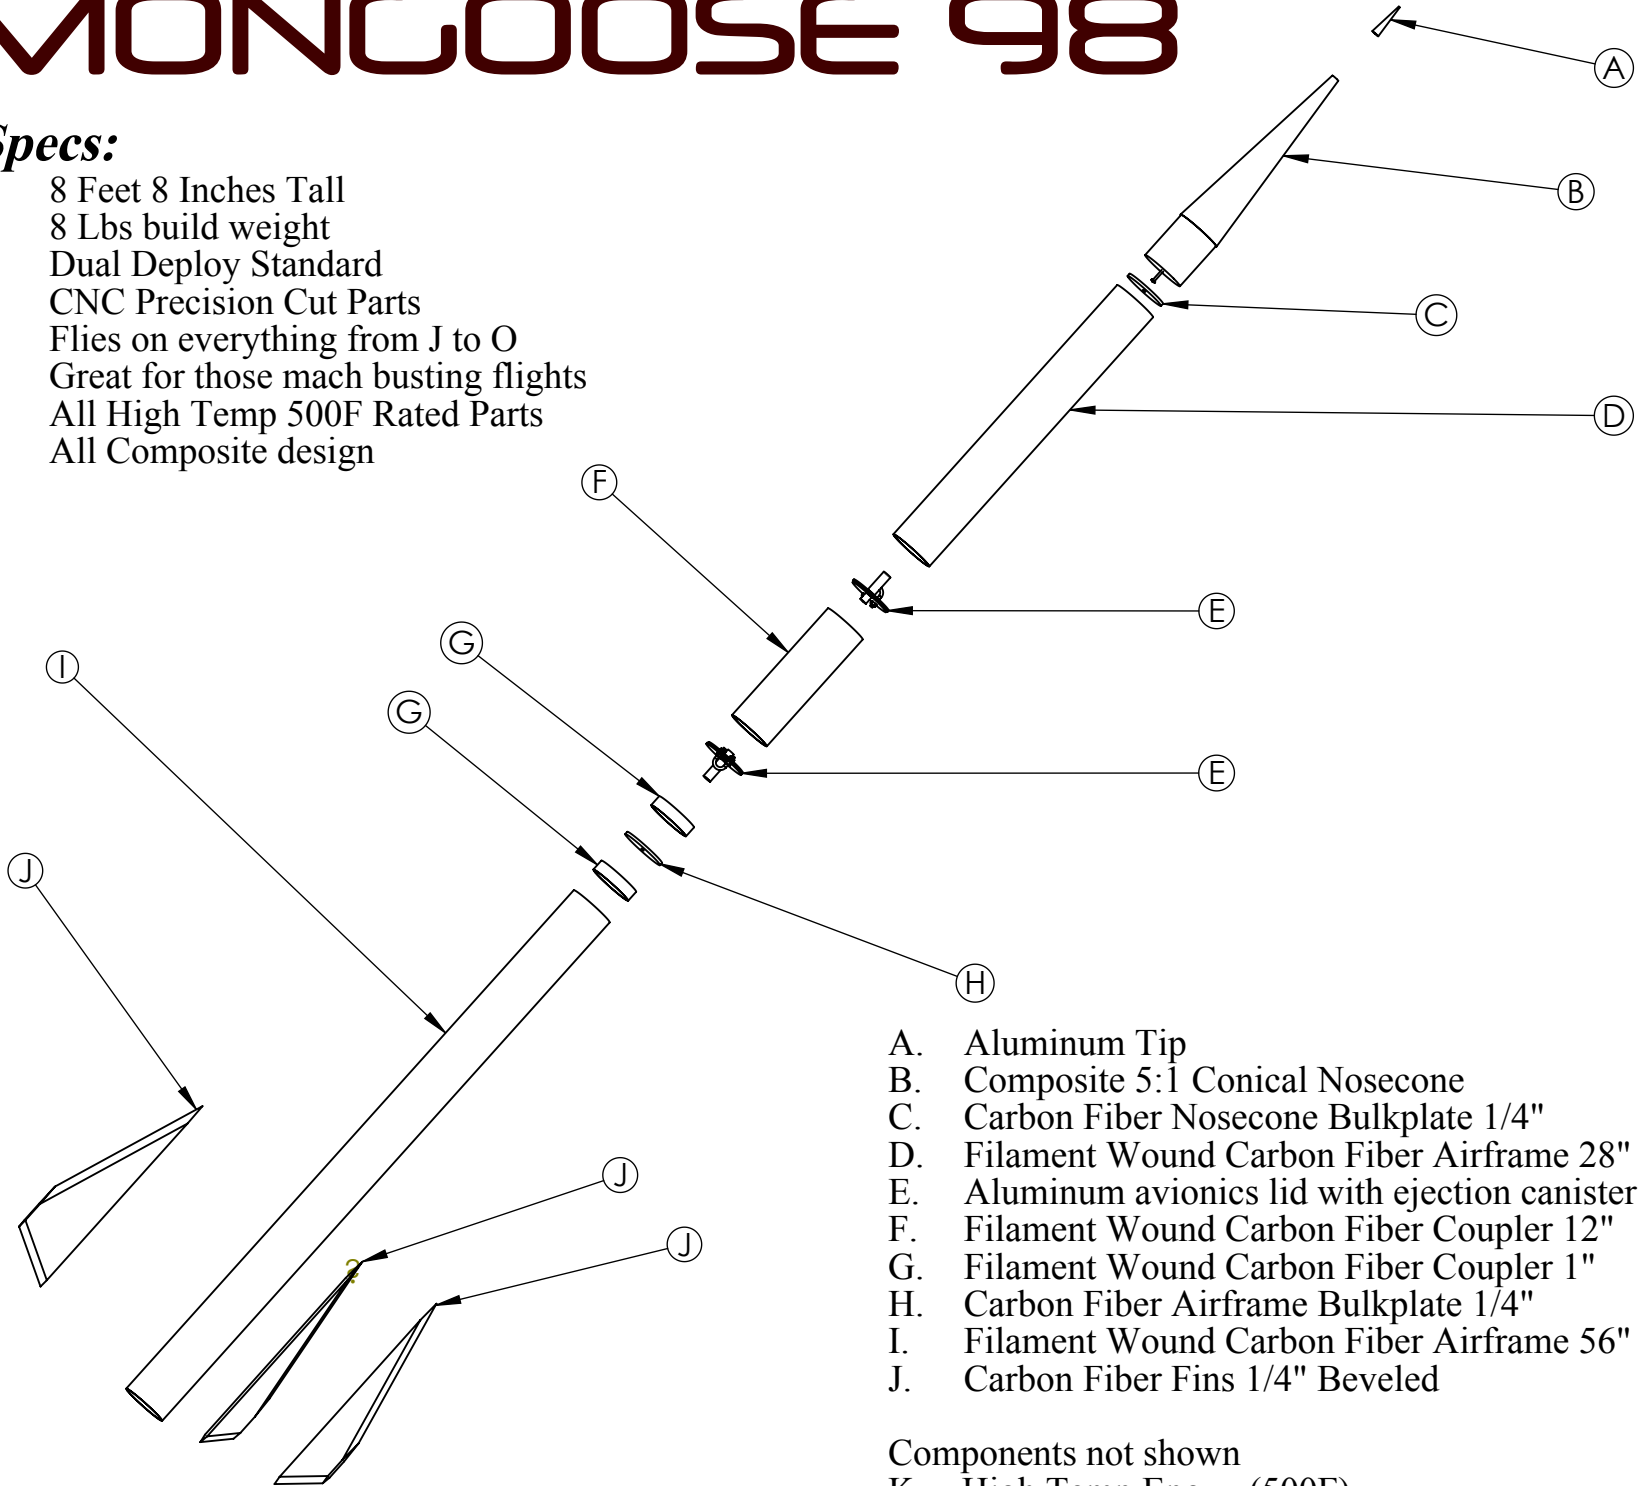 MONGOOSE 98
Specs:
8 Feet 8 Inches Tall
8 Lbs build weight
Dual Deploy Standard
CNC Precision Cut Parts
Flies on everything from J to O
Great for those mach busting flights
All High Temp 500F Rated Parts
All Composite design
A
B
C
D
F
E
G
I
G
E
J
H
J
J
?
A. Aluminum Tip
B. Composite 5:1 Conical Nosecone
C. Carbon Fiber Nosecone Bulkplate 1/4"
D. Filament Wound Carbon Fiber Airframe 28"
E. Aluminum avionics lid with ejection canister
F. Filament Wound Carbon Fiber Coupler 12"
G. Filament Wound Carbon Fiber Coupler 1"
H. Carbon Fiber Airframe Bulkplate 1/4"
I. Filament Wound Carbon Fiber Airframe 56"
J. Carbon Fiber Fins 1/4" Beveled
Components not shown
K. High Temp (500F)